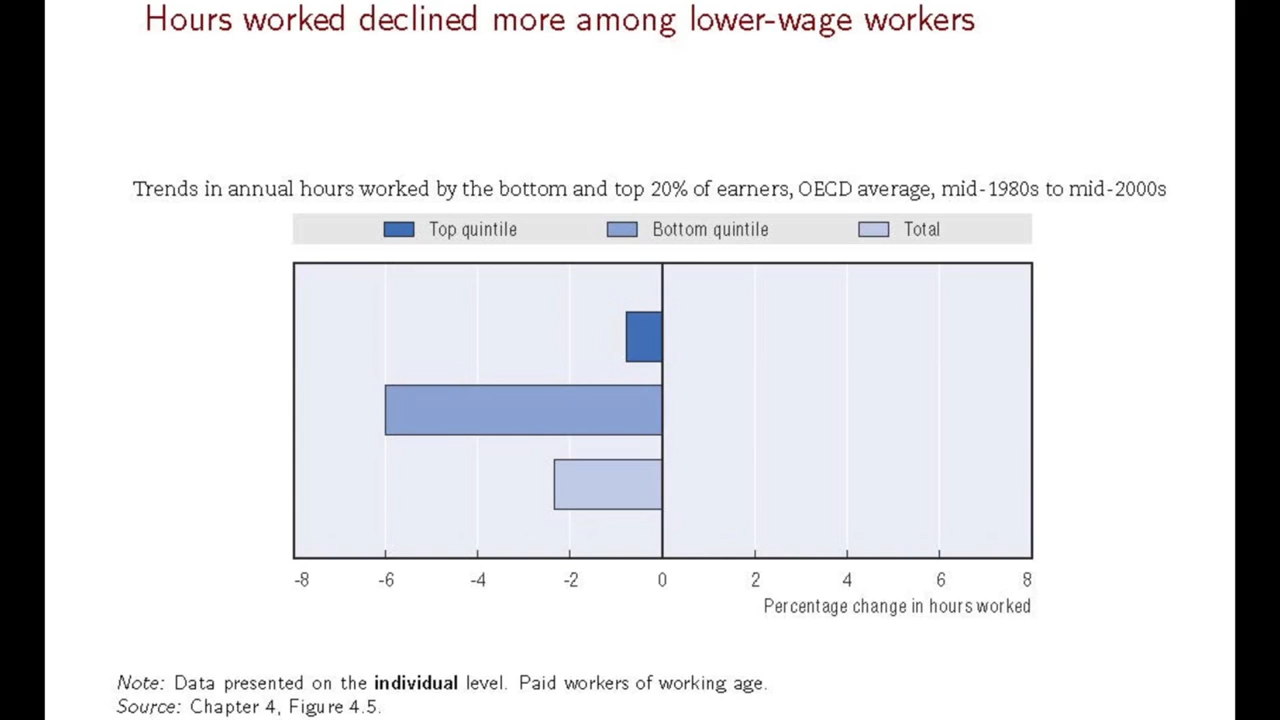 Hours worked declined more among lower-wage workers
Trends in annual hours worked by the bottom and top 20% of earners, OECD average, mid-1980s to mid-2000s
Top quintile Bottom quintile Total
-8 -6 -4 -2 0 2 4 6 8
Percentage change in hours worked
Note: Data presented on the individual level. Paid workers of working age.
Source: Chapter 4, Figure 4.5.